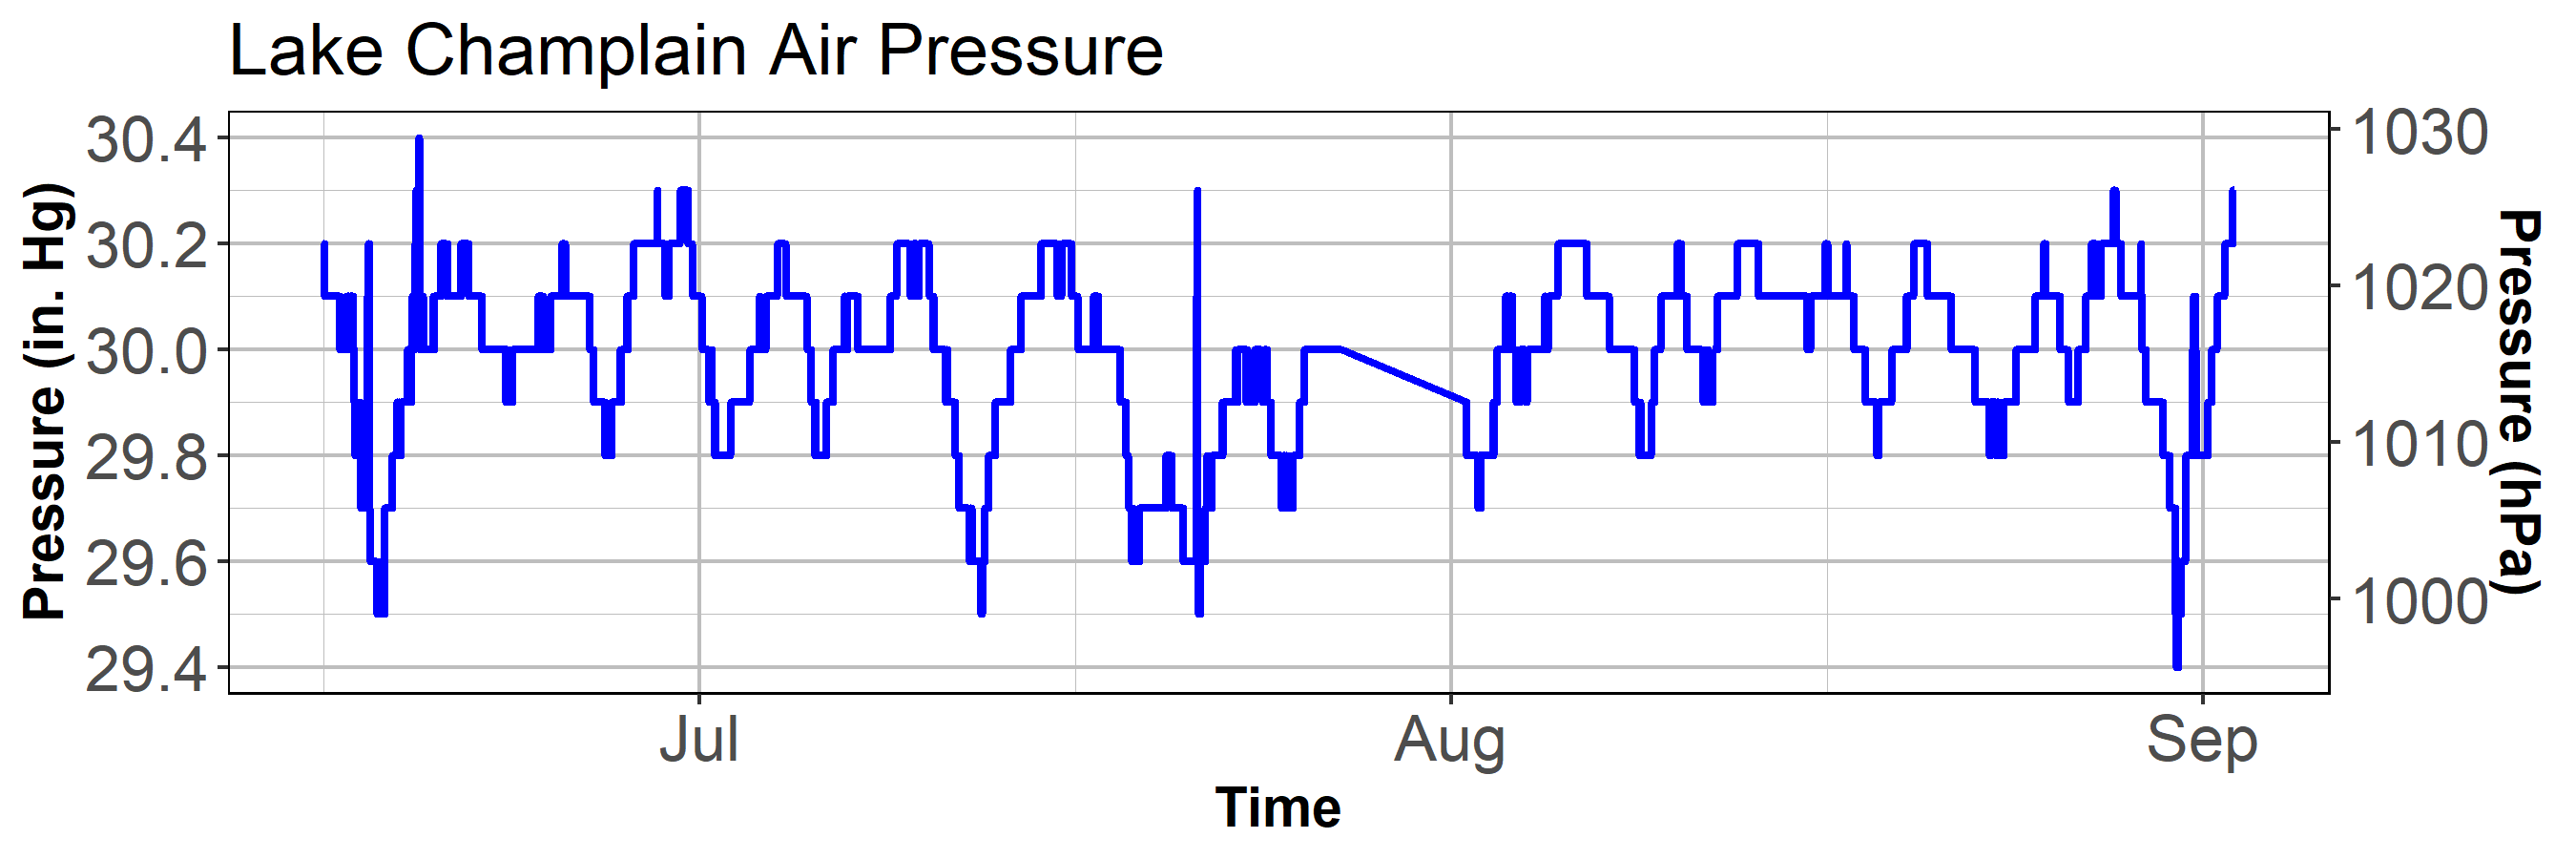 Lake Champlain Air Pressure
30.4
30.2
30.0
29.8
29.6
29.4
Pressure (in. Hg)
1030
1020
1010
1000
Pressure (hPa)
Jul Aug Sep
Time